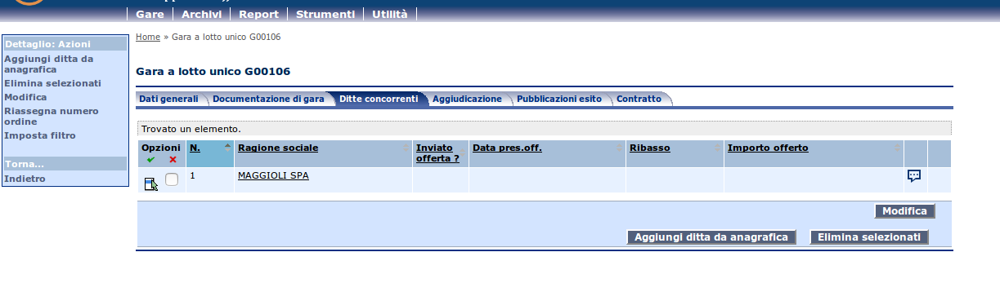 Gare Archivi Report Strumenti Utilità
Home » Gara a lotto unico G00106
Dettaglio: Azioni
Aggiungi ditta da
anagrafica
Elimina selezionati
Modifica
Riassegna numero
ordine
Imposta filtro
Torna...
Indietro
Gara a lotto unico G00106
Dati generali Documentazione di gara Ditte concorrenti Aggiudicazione Pubblicazioni esito Contratto
Trovato un elemento.
Opzioni N. Ragione sociale Inviato offerta ? Data pres.off. Ribasso Importo offerto
1 MAGGIOLI SPA
Modifica
Aggiungi ditta da anagrafica Elimina selezionati